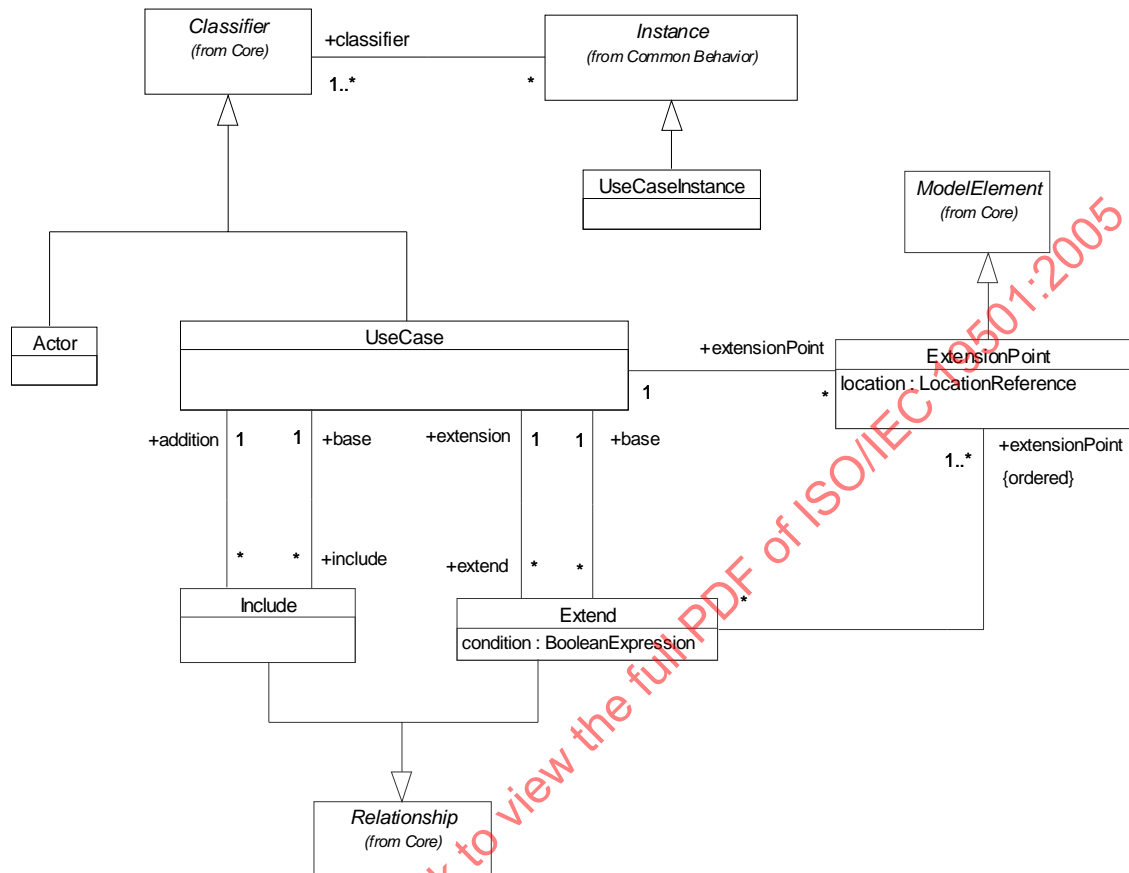 Classifier
(from Core)
+classifier
1..*
*
Instance
(from Common Behavior)
UseCaseInstance
ModelElement
(from Core)
Actor
UseCase
+extensionPoint
1
*
ExtensionPoint
location : LocationReference
+addition
1
1
+base
+extension
1
1
+base
+extensionPoint
1..*
{ordered}
*
*
+include
+extend
*
*
*
Include
Extend
condition : BooleanExpression
Relationship
(from Core)
to view the full PDF of ISO/IEC 19501:2005